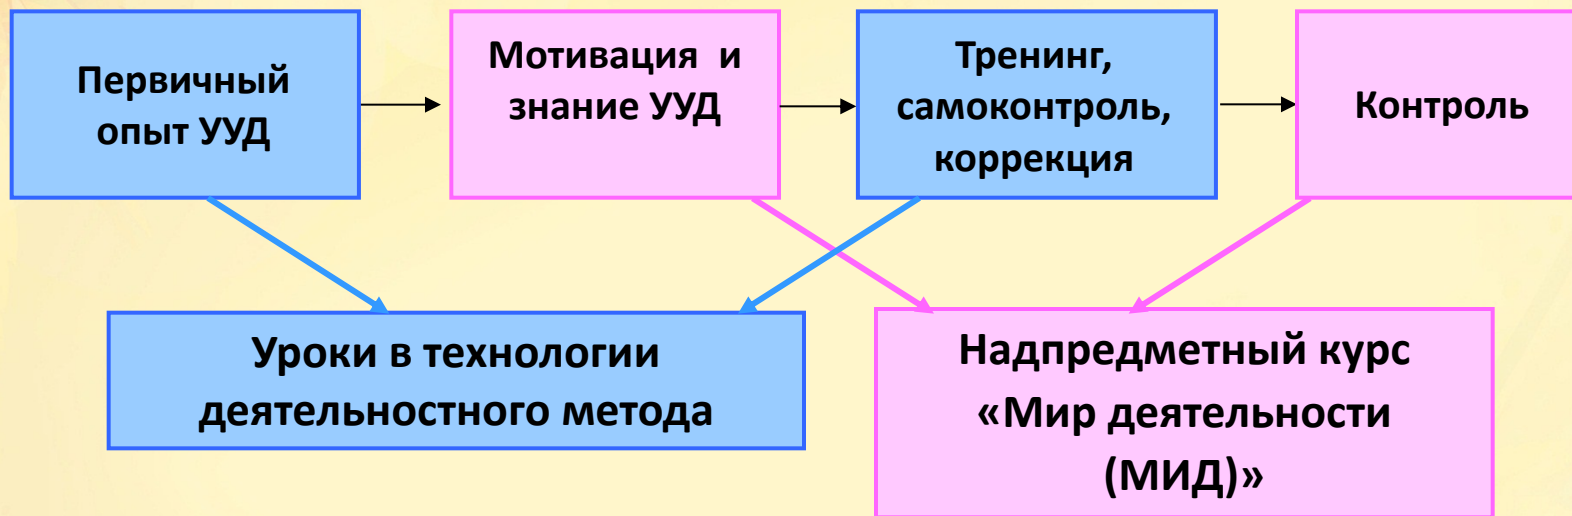 Первичный
опыт УУД
Мотивация и
знание УУД
Тренинг,
самоконтроль,
коррекция
Контроль
Уроки в технологии
деятельностного метода
Надпредметный курс
«Мир деятельности
(МИД)»